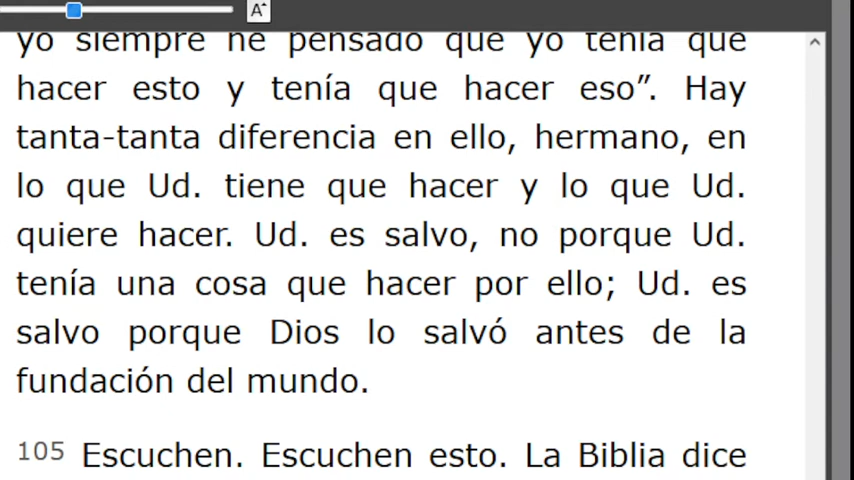 A
yo siempre he pensado que yo tenía que
hacer esto y tenía que hacer eso”. Hay
tanta-tanta diferencia en ello, hermano, en
lo que Ud. tiene que hacer y lo que Ud.
quiere hacer. Ud. es salvo, no porque Ud.
tenía una cosa que hacer por ello; Ud. es
salvo porque Dios lo salvó antes de la
fundación del mundo.
105 Escuchen. Escuchen esto. La Biblia dice